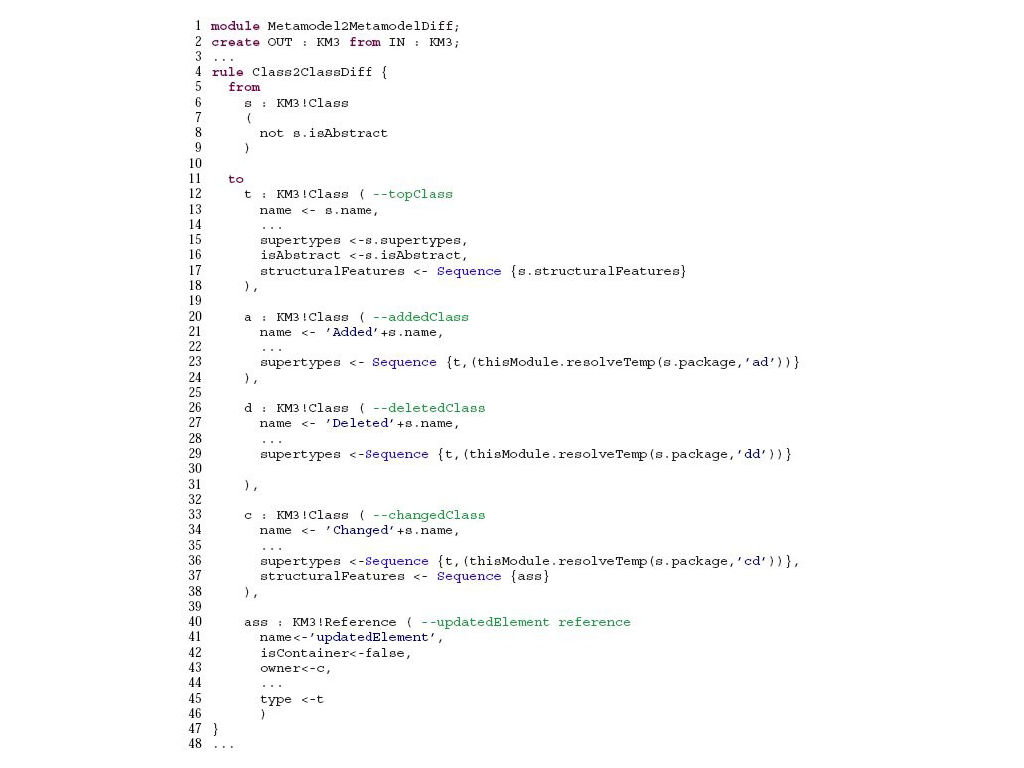 1 module Metamodel2MetamodelDiff;
2 create OUT : KM3 from IN : KM3;
3 ...
4 rule Class2ClassDiff {
5   from
6     s : KM3!Class
7     (
8       not s.isAbstract
9     )
10
11   to
12     t : KM3!Class ( --topClass
13       name <- s.name,
14       ...
15       supertypes <-s.supertypes,
16       isAbstract <-s.isAbstract,
17       structuralFeatures <- Sequence {s.structuralFeatures}
18     ),
19
20     a : KM3!Class ( --addedClass
21       name <- 'Added'+s.name,
22       ...
23       supertypes <- Sequence {t,(thisModule.resolveTemp(s.package,'ad'))}
24     ),
25
26     d : KM3!Class ( --deletedClass
27       name <- 'Deleted'+s.name,
28       ...
29       supertypes <-Sequence {t,(thisModule.resolveTemp(s.package,'dd'))}
30
31     ),
32
33     c : KM3!Class ( --changedClass
34       name <- 'Changed'+s.name,
35       ...
36       supertypes <-Sequence {t,(thisModule.resolveTemp(s.package,'cd'))},
37       structuralFeatures <- Sequence {ass}
38     ),
39
40     ass : KM3!Reference ( --updatedElement reference
41       name<-'updatedElement',
42       isContainer<-false,
43       owner<-c,
44       ...
45       type <-t
46       )
47 }
48 ...